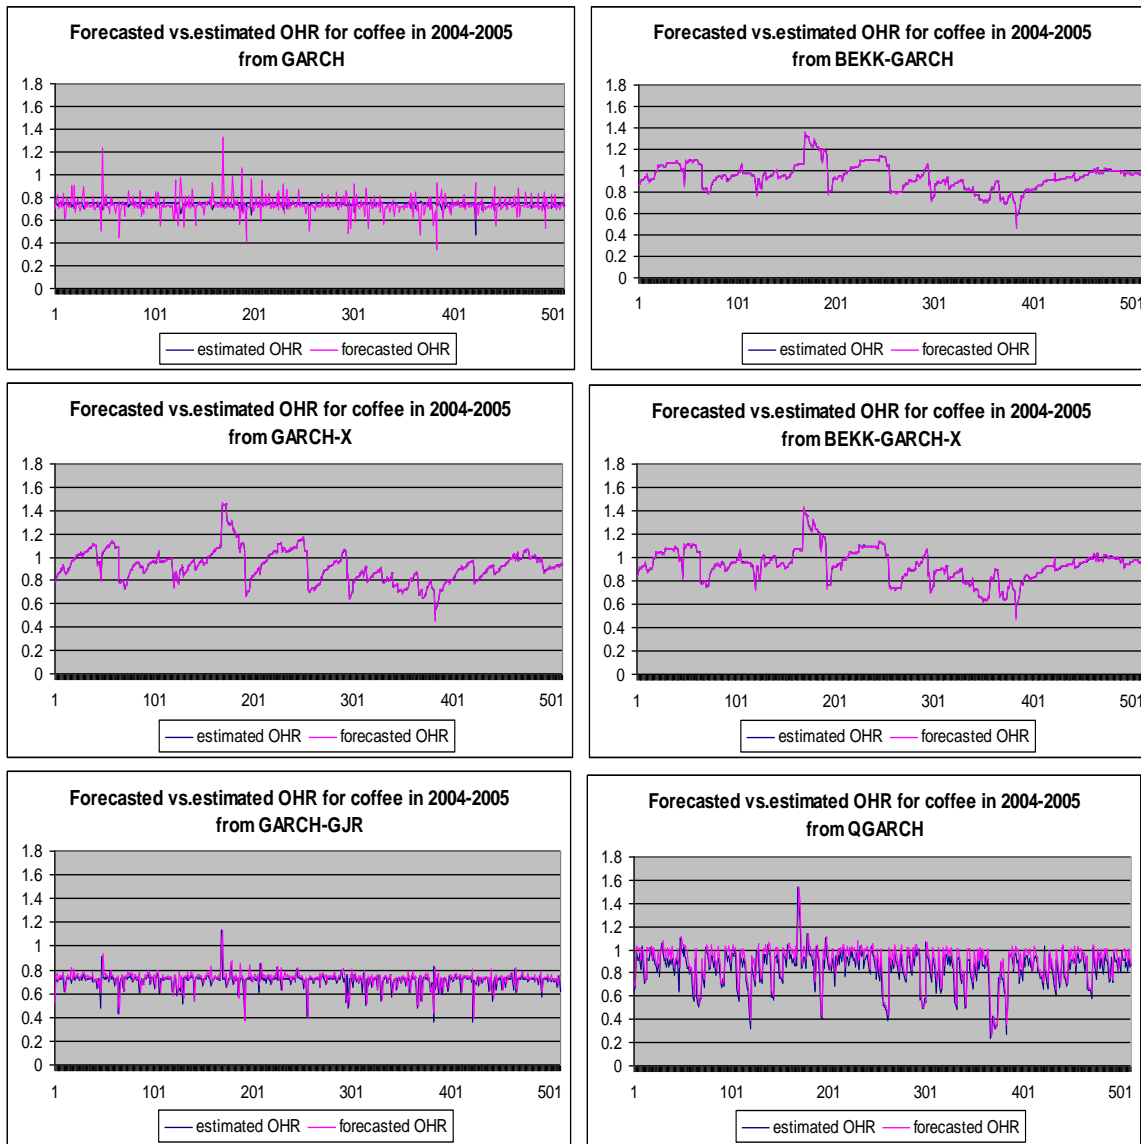 Forecasted vs.estimated OHR for coffee in 2004-2005
from GARCH
1.8
1.6
1.4
1.2
1
0.8
0.6
0.4
0.2
0
1 101 201 301 401 501
estimated OHR forecasted OHR
Forecasted vs.estimated OHR for coffee in 2004-2005
from BEKK-GARCH
1.8
1.6
1.4
1.2
1
0.8
0.6
0.4
0.2
0
1 101 201 301 401 501
estimated OHR forecasted OHR
Forecasted vs.estimated OHR for coffee in 2004-2005
from GARCH-X
1.8
1.6
1.4
1.2
1
0.8
0.6
0.4
0.2
0
1 101 201 301 401 501
estimated OHR forecasted OHR
Forecasted vs.estimated OHR for coffee in 2004-2005
from BEKK-GARCH-X
1.8
1.6
1.4
1.2
1
0.8
0.6
0.4
0.2
0
1 101 201 301 401 501
estimated OHR forecasted OHR
Forecasted vs.estimated OHR for coffee in 2004-2005
from GARCH-GJR
1.8
1.6
1.4
1.2
1
0.8
0.6
0.4
0.2
0
1 101 201 301 401 501
estimated OHR forecasted OHR
Forecasted vs.estimated OHR for coffee in 2004-2005
from QGARCH
1.8
1.6
1.4
1.2
1
0.8
0.6
0.4
0.2
0
1 101 201 301 401 501
estimated OHR forecasted OHR